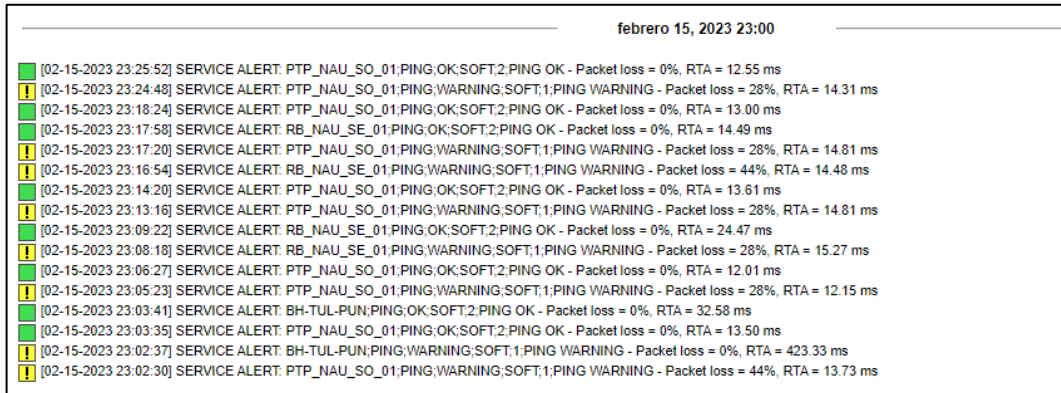 febrero 15, 2023 23:00
[02-15-2023 23:25:52] SERVICE ALERT: PTP_NAU_SO_01;PING;OK;SOFT;2;PING OK - Packet loss = 0%, RTA = 12.55 ms
! [02-15-2023 23:24:48] SERVICE ALERT: PTP_NAU_SO_01;PING;WARNING;SOFT;1;PING WARNING - Packet loss = 28%, RTA = 14.31 ms
[02-15-2023 23:18:24] SERVICE ALERT: PTP_NAU_SO_01;PING;OK;SOFT;2;PING OK - Packet loss = 0%, RTA = 13.00 ms
[02-15-2023 23:17:58] SERVICE ALERT: RB_NAU_SE_01;PING;OK;SOFT;2;PING OK - Packet loss = 0%, RTA = 14.49 ms
! [02-15-2023 23:17:20] SERVICE ALERT: PTP_NAU_SO_01;PING;WARNING;SOFT;1;PING WARNING - Packet loss = 28%, RTA = 14.81 ms
! [02-15-2023 23:16:54] SERVICE ALERT: RB_NAU_SE_01;PING;WARNING;SOFT;1;PING WARNING - Packet loss = 44%, RTA = 14.48 ms
[02-15-2023 23:14:20] SERVICE ALERT: PTP_NAU_SO_01;PING;OK;SOFT;2;PING OK - Packet loss = 0%, RTA = 13.61 ms
! [02-15-2023 23:13:16] SERVICE ALERT: PTP_NAU_SO_01;PING;WARNING;SOFT;1;PING WARNING - Packet loss = 28%, RTA = 14.81 ms
[02-15-2023 23:09:22] SERVICE ALERT: RB_NAU_SE_01;PING;OK;SOFT;2;PING OK - Packet loss = 0%, RTA = 24.47 ms
! [02-15-2023 23:08:18] SERVICE ALERT: RB_NAU_SE_01;PING;WARNING;SOFT;1;PING WARNING - Packet loss = 28%, RTA = 15.27 ms
[02-15-2023 23:06:27] SERVICE ALERT: PTP_NAU_SO_01;PING;OK;SOFT;2;PING OK - Packet loss = 0%, RTA = 12.01 ms
! [02-15-2023 23:05:23] SERVICE ALERT: PTP_NAU_SO_01;PING;WARNING;SOFT;1;PING WARNING - Packet loss = 28%, RTA = 12.15 ms
[02-15-2023 23:03:41] SERVICE ALERT: BH-TUL-PUN;PING;OK;SOFT;2;PING OK - Packet loss = 0%, RTA = 32.58 ms
[02-15-2023 23:03:35] SERVICE ALERT: PTP_NAU_SO_01;PING;OK;SOFT;2;PING OK - Packet loss = 0%, RTA = 13.50 ms
! [02-15-2023 23:02:37] SERVICE ALERT: BH-TUL-PUN;PING;WARNING;SOFT;1;PING WARNING - Packet loss = 0%, RTA = 423.33 ms
! [02-15-2023 23:02:30] SERVICE ALERT: PTP_NAU_SO_01;PING;WARNING;SOFT;1;PING WARNING - Packet loss = 44%, RTA = 13.73 ms